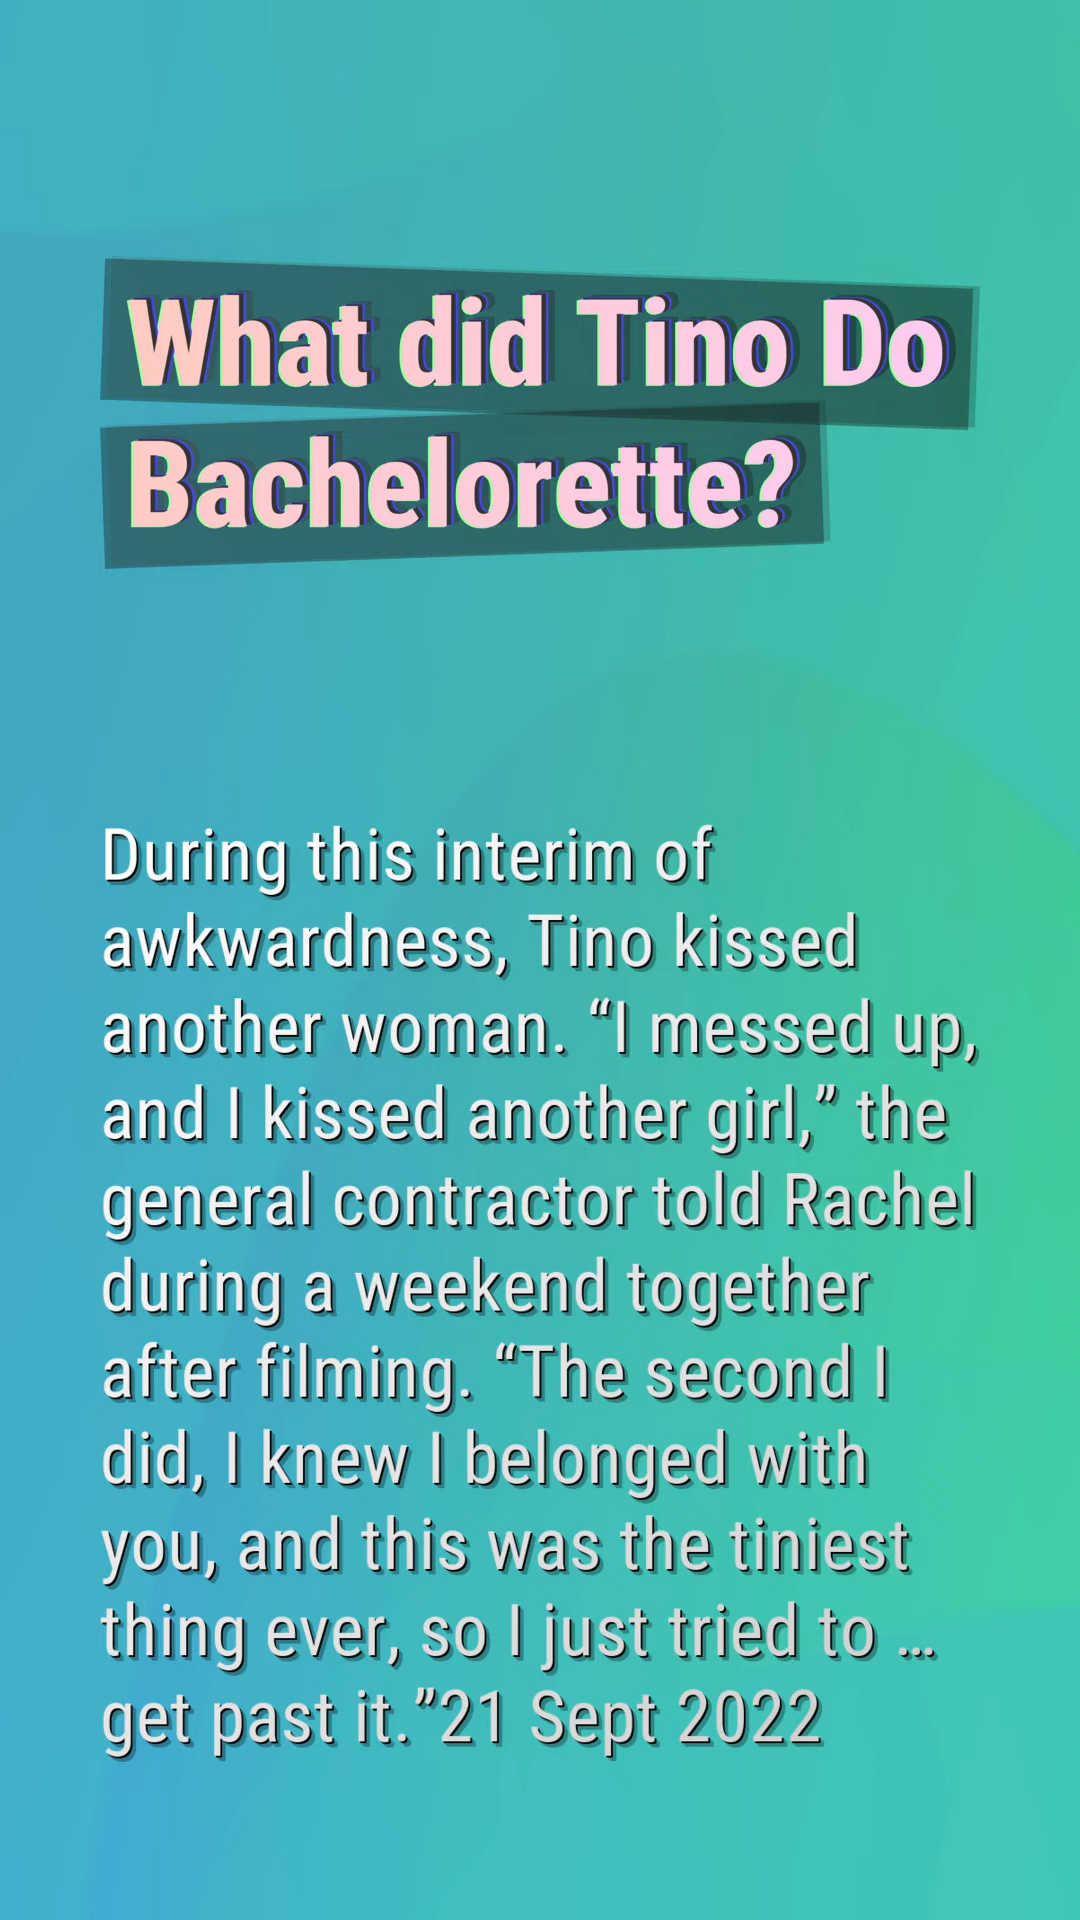 What did Tino Do
Bachelorette?
During this interim of
awkwardness, Tino kissed
another woman. “I messed up,
and I kissed another girl,” the
general contractor told Rachel
during a weekend together
after filming. “The second I
did, I knew I belonged with
you, and this was the tiniest
thing ever, so I just tried to …
get past it.”21 Sept 2022